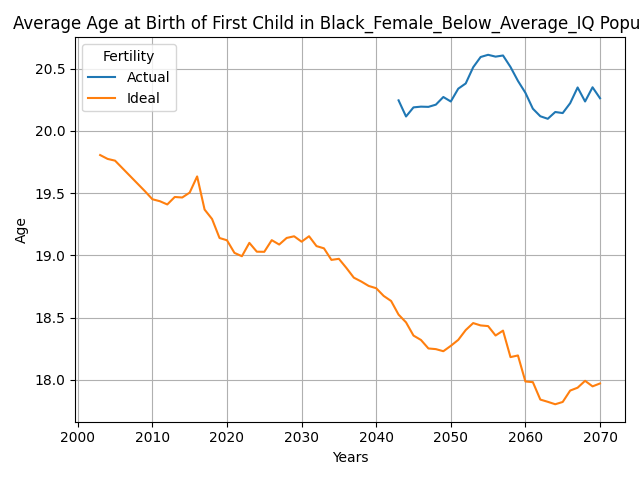 Average Age at Birth of First Child in Black_Female_Below_Average_IQ Popu
Fertility
Actual
Ideal
Age
20.5
20.0
19.5
19.0
18.5
18.0
2000 2010 2020 2030 2040 2050 2060 2070
Years